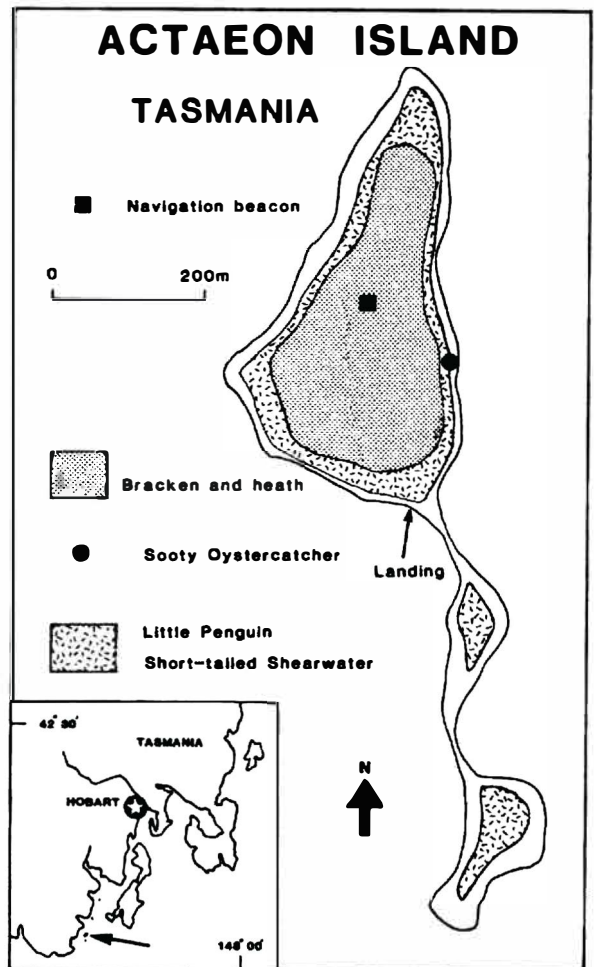 ACTAEON ISLAND
TASMANIA
Navigation beacon
0 200m
Bracken and heath
Sooty Oystercatcher
Landing
Little Penguin
Short-tailed Shearwater
42° 30'
TASMANIA
HOBART
N
148° 00'